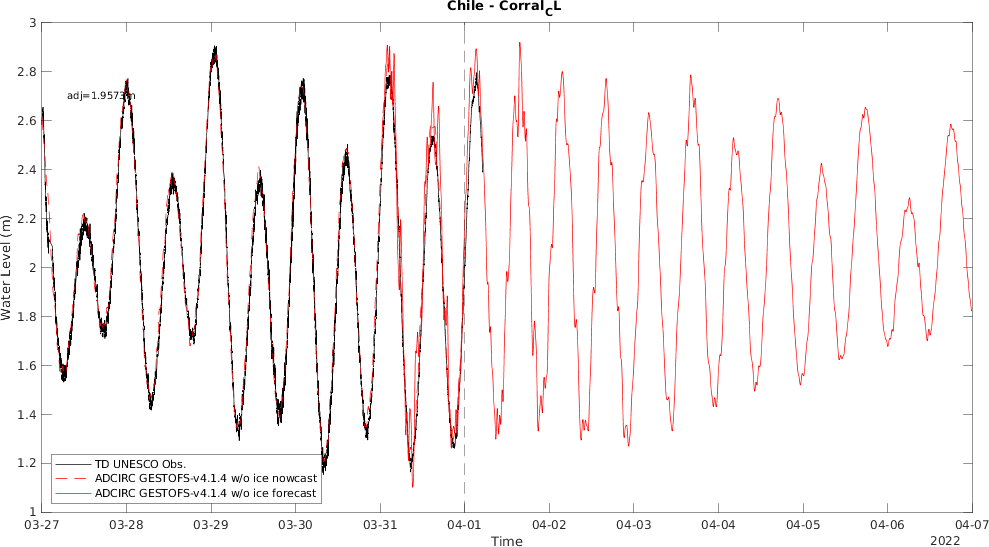 Chile - Corral_CL
3
2.8
2.6
2.4
2.2
2
1.8
1.6
1.4
1.2
1
Water Level (m)
adj=1.9573m
TD UNESCO Obs.
ADCIRC GESTOFS-v4.1.4 w/o ice nowcast
ADCIRC GESTOFS-v4.1.4 w/o ice forecast
03-27 03-28 03-29 03-30 03-31 04-01 04-02 04-03 04-04 04-05 04-06 04-07
Time
2022